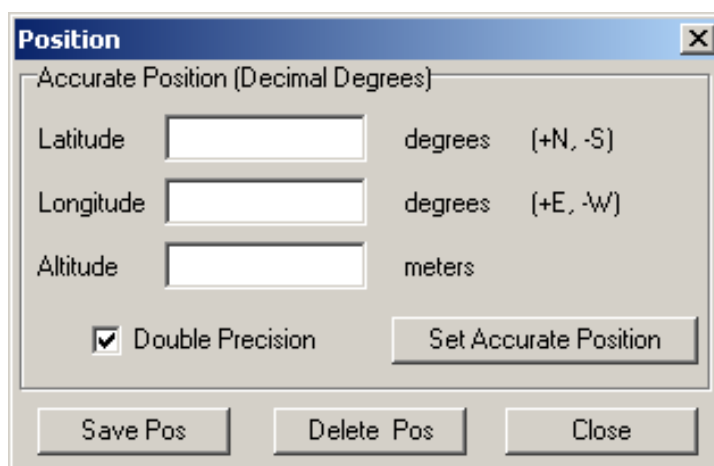 Position
Accurate Position (Decimal Degrees)
Latitude degrees (+N, -S)
Longitude degrees (+E, -W)
Altitude meters
Double Precision Set Accurate Position
Save Pos Delete Pos Close